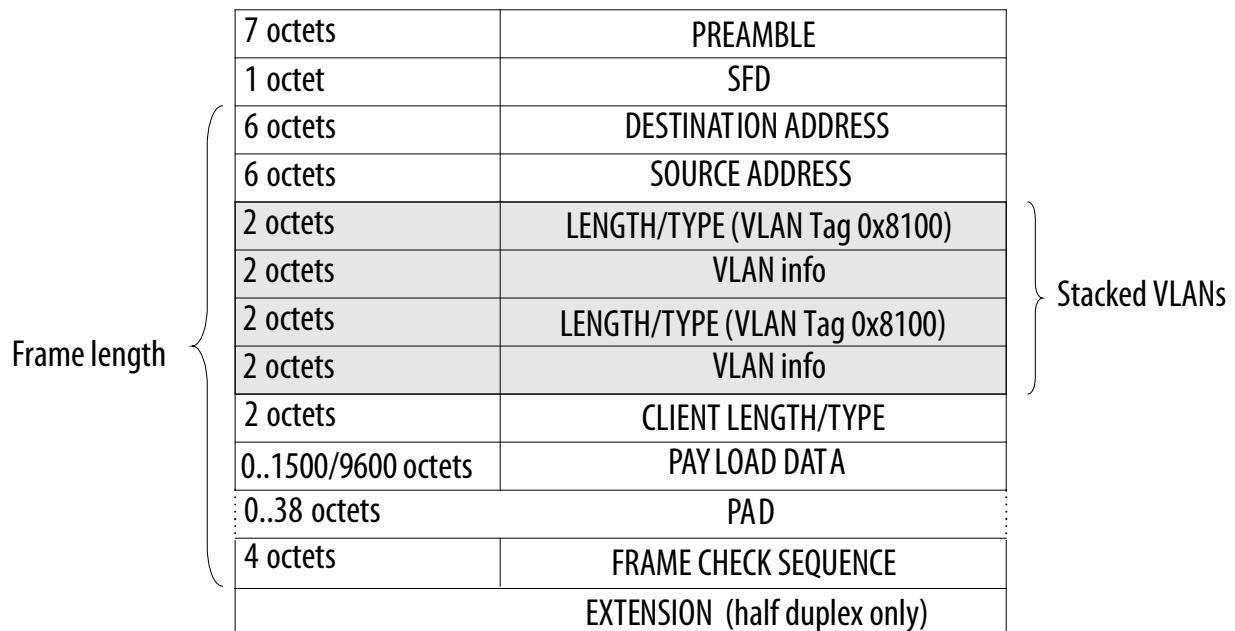 7 octets PREAMBLE
1 octet SFD
6 octets DESTINATION ADDRESS
6 octets SOURCE ADDRESS
2 octets LENGTH/TYPE (VLAN Tag 0x8100)
2 octets VLAN info
Stacked VLANs
2 octets LENGTH/TYPE (VLAN Tag 0x8100)
Frame length
2 octets VLAN info
2 octets CLIENT LENGTH/TYPE
0..1500/9600 octets PAYLOAD DATA
0..38 octets PAD
4 octets FRAME CHECK SEQUENCE
EXTENSION (half duplex only)